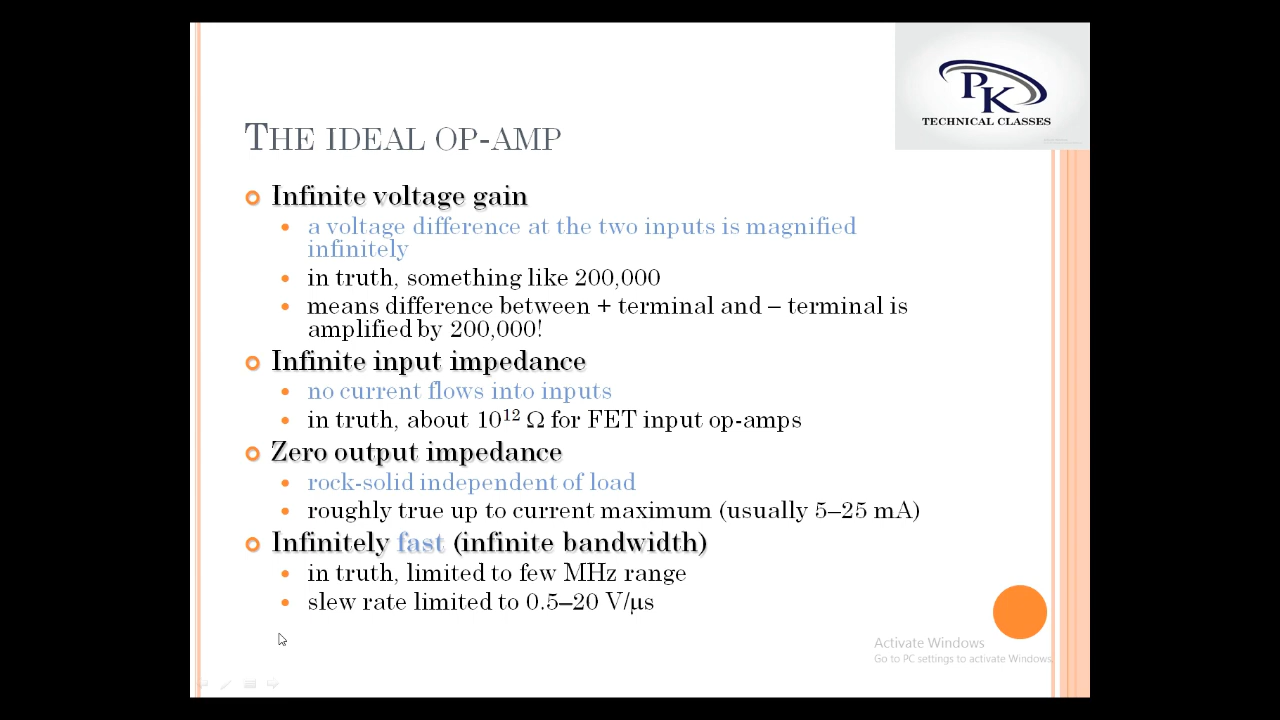 PK
TECHNICAL CLASSES
THE IDEAL OP-AMP
Infinite voltage gain
a voltage difference at the two inputs is magnified
infinitely
in truth, something like 200,000
means difference between + terminal and – terminal is
amplified by 200,000!
Infinite input impedance
no current flows into inputs
in truth, about 10¹² Ω for FET input op-amps
Zero output impedance
rock-solid independent of load
roughly true up to current maximum (usually 5–25 mA)
Infinitely fast (infinite bandwidth)
in truth, limited to few MHz range
slew rate limited to 0.5–20 V/μs
Activate Windows
Go to PC settings to activate Windows.